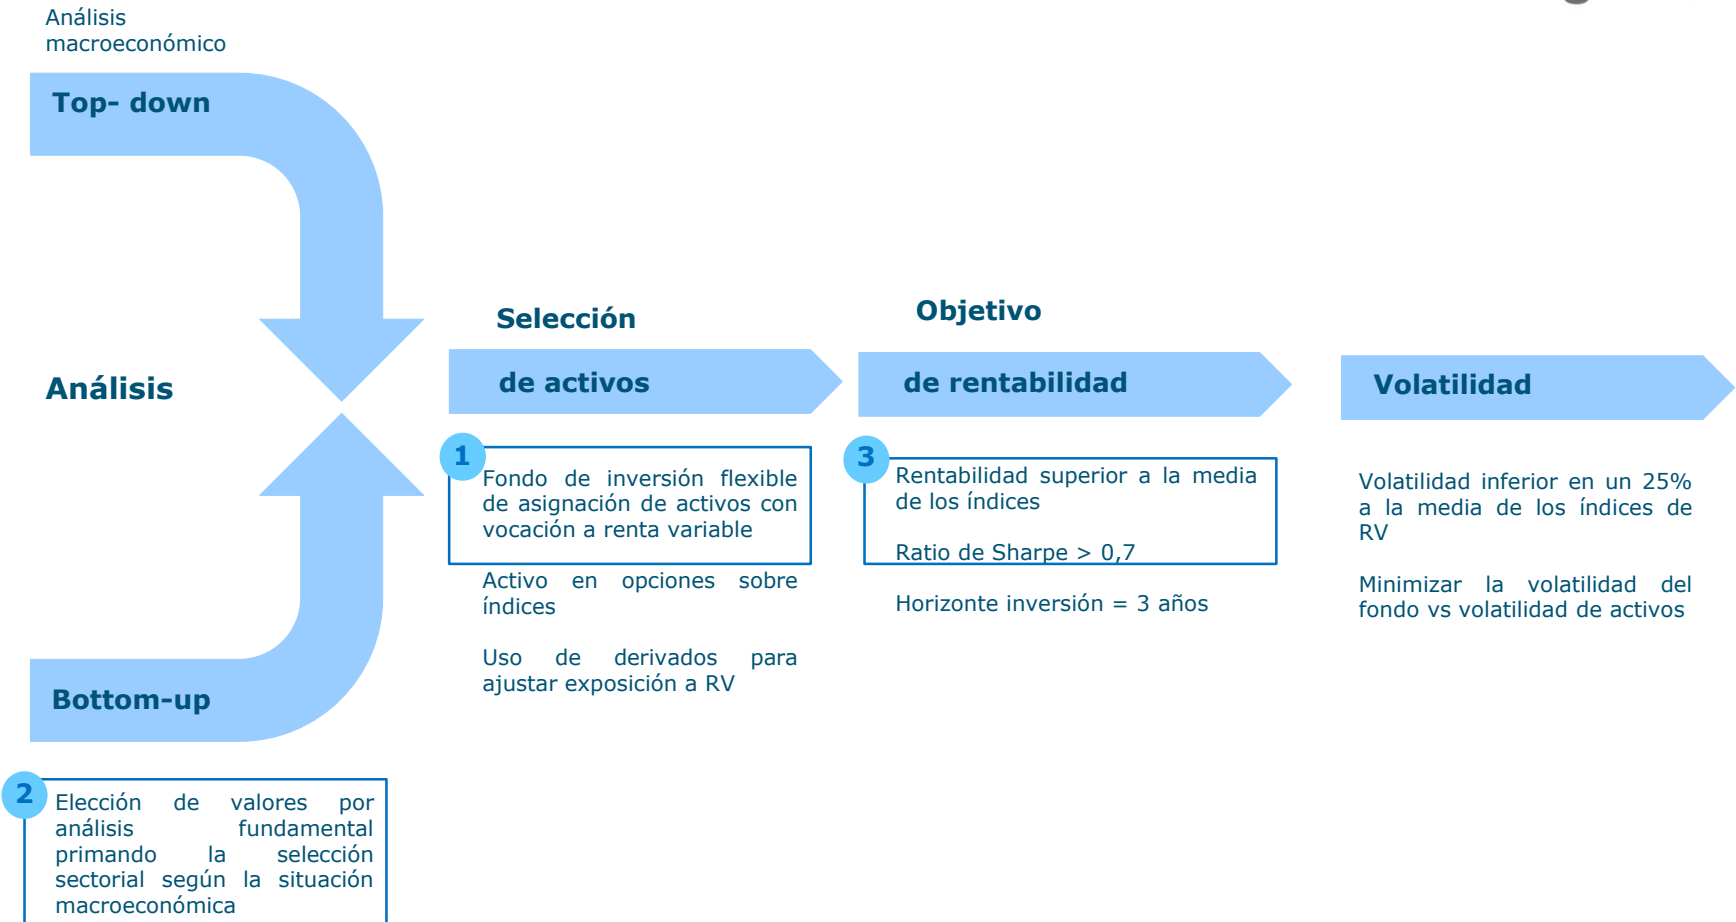 Análisis
macroeconómico
Top- down
Análisis
Bottom-up
2
Elección de valores por
análisis fundamental
primando la selección
sectorial según la situación
macroeconómica
Selección
de activos
1
Fondo de inversión flexible
de asignación de activos con
vocación a renta variable
Activo en opciones sobre
índices
Uso de derivados para
ajustar exposición a RV
Objetivo
de rentabilidad
3
Rentabilidad superior a la media
de los índices
Ratio de Sharpe > 0,7
Horizonte inversión = 3 años
Volatilidad
Volatilidad inferior en un 25%
a la media de los índices de
RV
Minimizar la volatilidad del
fondo vs volatilidad de activos